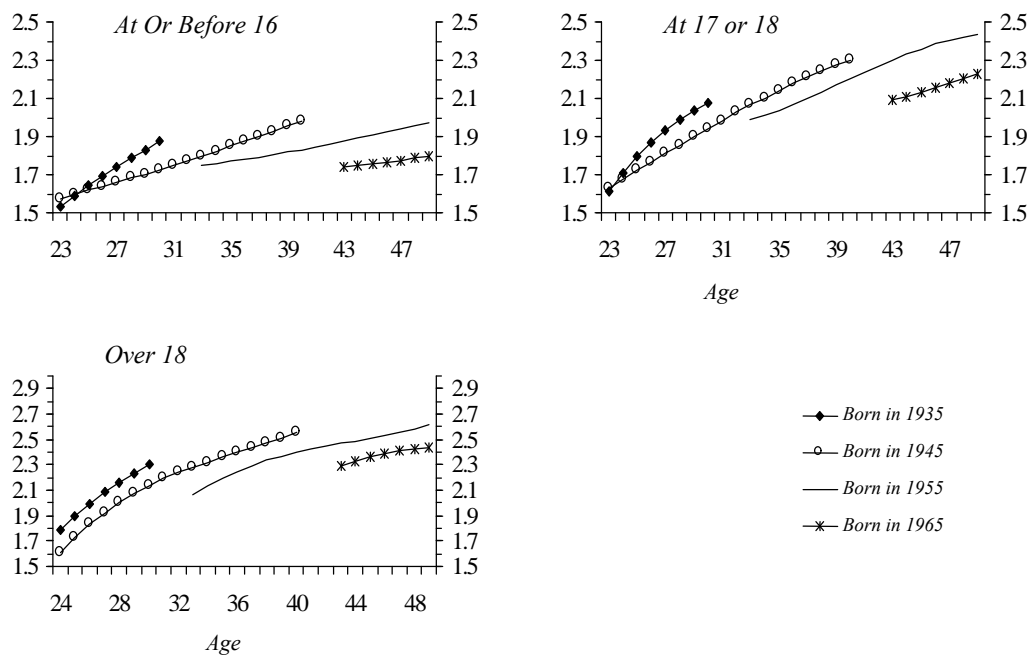 At Or Before 16
2.5 2.5
2.3 2.3
2.1 2.1
1.9 1.9
1.7 1.7
1.5 1.5
23 27 31 35 39 43 47
At 17 or 18
2.5 2.5
2.3 2.3
2.1 2.1
1.9 1.9
1.7 1.7
1.5 1.5
23 27 31 35 39 43 47
Age
Over 18
2.9 2.9
2.7 2.7
2.5 2.5
2.3 2.3
2.1 2.1
1.9 1.9
1.7 1.7
1.5 1.5
24 28 32 36 40 44 48
Age
Born in 1935
Born in 1945
Born in 1955
Born in 1965